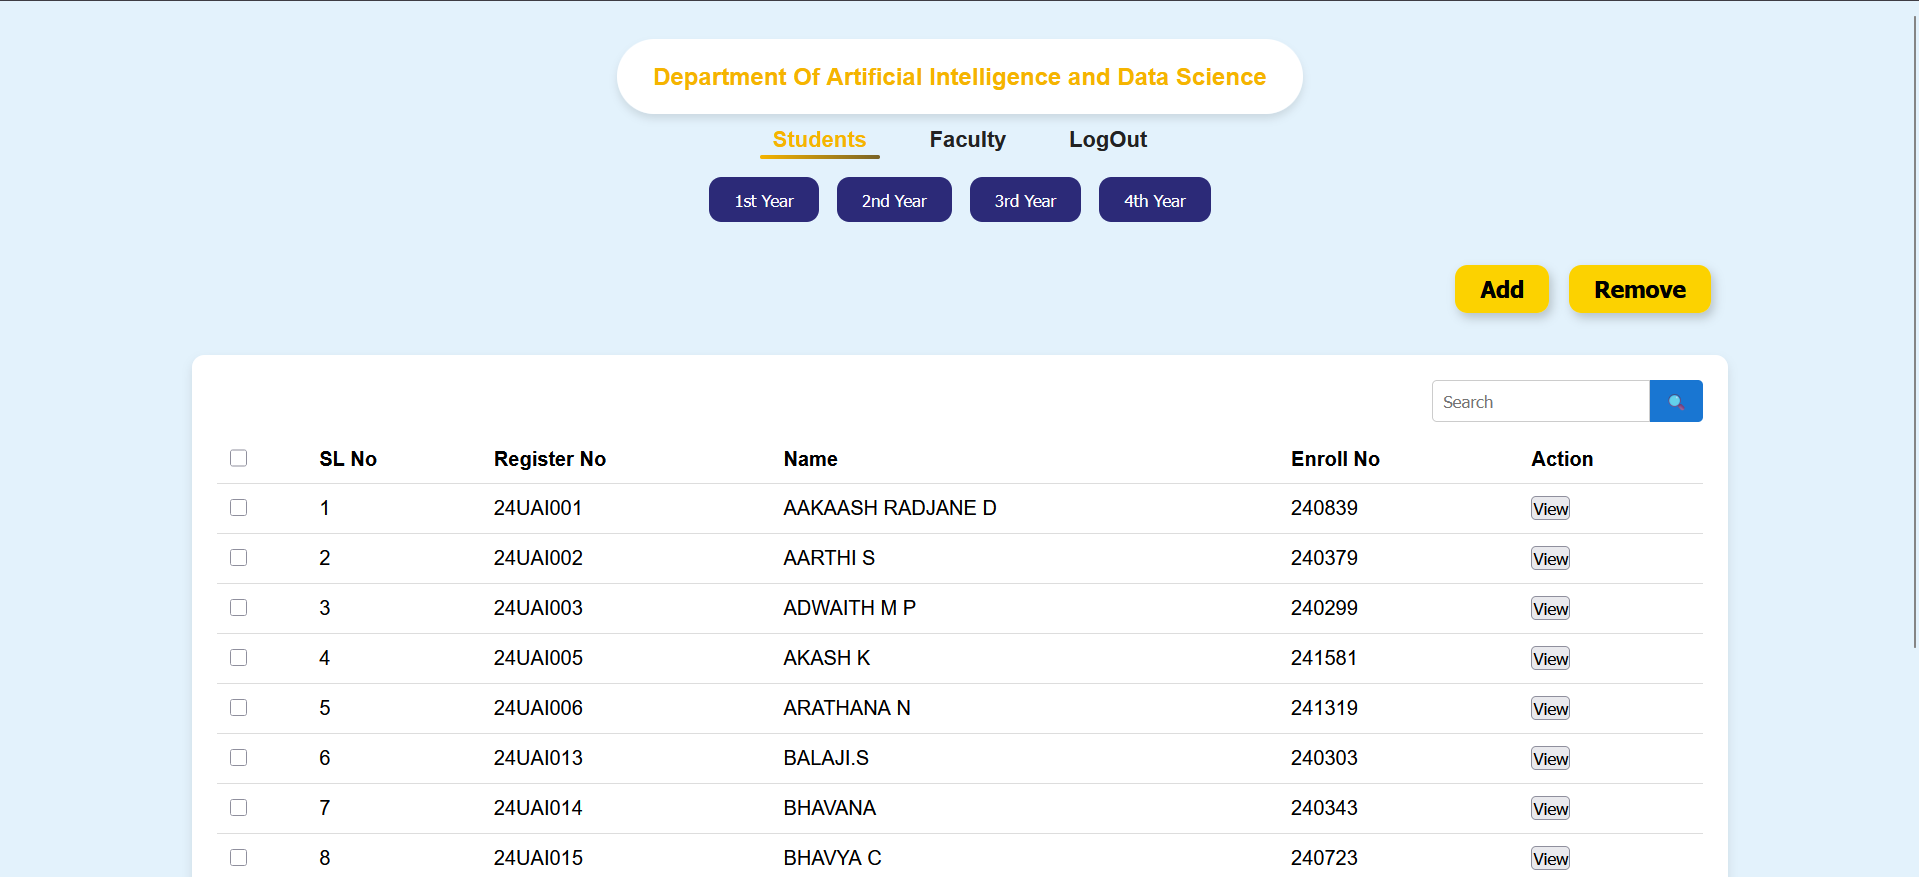 Department Of Artificial Intelligence and Data Science
Students Faculty LogOut
1st Year 2nd Year 3rd Year 4th Year
Add Remove
Search
SL No Register No Name Enroll No Action
1 24UAI001 AAKAASH RADJANE D 240839 View
2 24UAI002 AARTHI S 240379 View
3 24UAI003 ADWAITH M P 240299 View
4 24UAI005 AKASH K 241581 View
5 24UAI006 ARATHANA N 241319 View
6 24UAI013 BALAJI.S 240303 View
7 24UAI014 BHAVANA 240343 View
8 24UAI015 BHAVYA C 240723 View